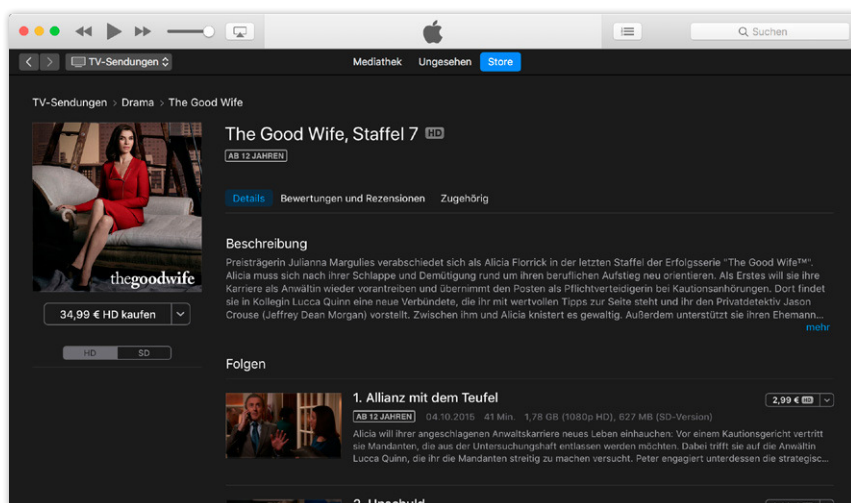 Suchen
TV-Sendungen
Mediathek Ungesehen Store
TV-Sendungen > Drama > The Good Wife
The Good Wife, Staffel 7 HD
AB 12 JAHREN
Details Bewertungen und Rezensionen Zugehörig
thegoodwife
34,99 € HD kaufen
HD SD
Beschreibung
Preisträgerin Julianna Margulies verabschiedet sich als Alicia Florrick in der letzten Staffel der Erfolgsserie "The Good Wife™".
Alicia muss sich nach ihrer Schlappe und Demütigung rund um ihren beruflichen Aufstieg neu orientieren. Als Erstes will sie ihre
Karriere als Anwältin wieder vorantreiben und übernimmt den Posten als Pflichtverteidigerin bei Kautionsanhörungen. Dort findet
sie in Kollegin Lucca Quinn eine neue Verbündete, die ihr mit wertvollen Tipps zur Seite steht und ihr den Privatdetektiv Jason
Crouse (Jeffrey Dean Morgan) vorstellt. Zwischen ihm und Alicia knistert es gewaltig. Außerdem unterstützt sie ihren Ehemann...
mehr
Folgen
1. Allianz mit dem Teufel
2,99 € HD
AB 12 JAHREN 04.10.2015 41 Min. 1,78 GB (1080p HD), 627 MB (SD-Version)
Alicia will ihrer angeschlagenen Anwaltskarriere neues Leben einhauchen: Vor einem Kautionsgericht vertritt
sie Mandanten, die aus der Untersuchungshaft entlassen werden möchten. Dabei trifft sie auf die Anwältin
Lucca Quinn, die ihr die Mandanten streitig zu machen versucht. Peter engagiert unterdessen die strategisc...
2. Unschuld